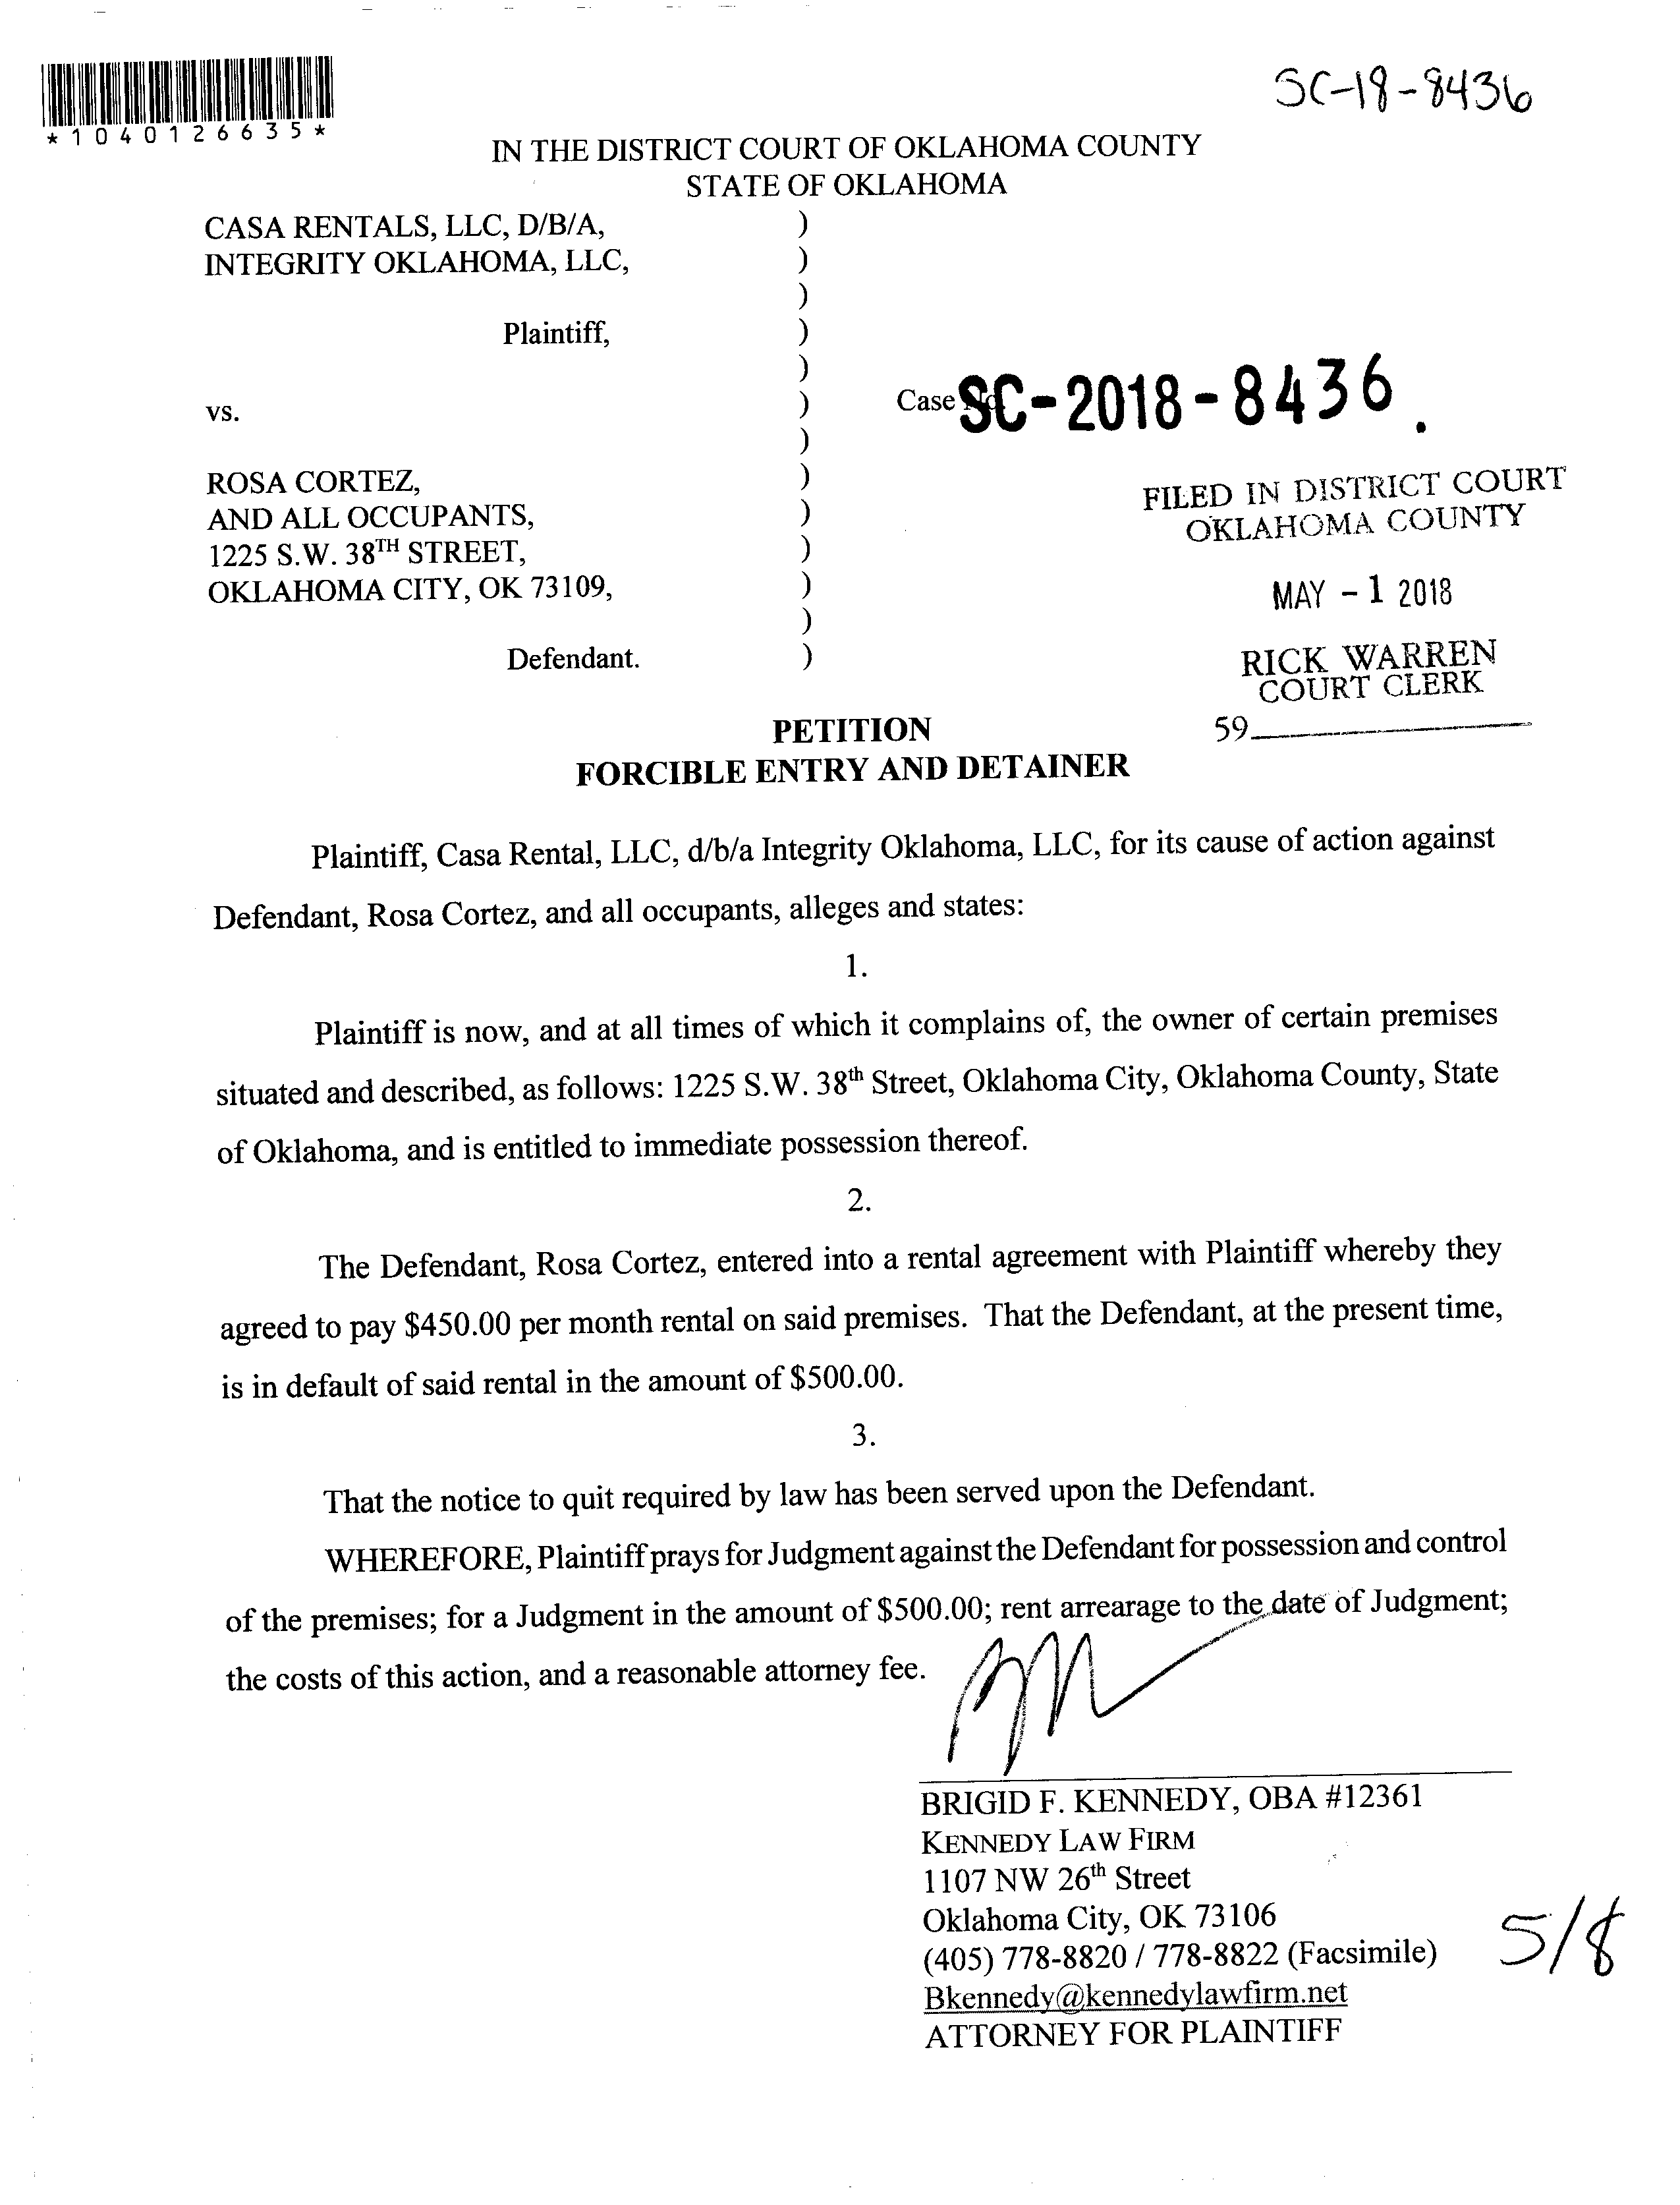 SC-18-8436
*1040126635*
IN THE DISTRICT COURT OF OKLAHOMA COUNTY
STATE OF OKLAHOMA
CASA RENTALS, LLC, D/B/A, )
INTEGRITY OKLAHOMA, LLC, )
)
Plaintiff, )
)
vs. ) Case No. SC-2018-8436.
)
ROSA CORTEZ, )
AND ALL OCCUPANTS, )
1225 S.W. 38TH STREET, )
OKLAHOMA CITY, OK 73109, )
)
Defendant. )
FILED IN DISTRICT COURT
OKLAHOMA COUNTY
MAY - 1 2018
RICK WARREN
COURT CLERK
59
PETITION
FORCIBLE ENTRY AND DETAINER
Plaintiff, Casa Rental, LLC, d/b/a Integrity Oklahoma, LLC, for its cause of action against
Defendant, Rosa Cortez, and all occupants, alleges and states:
1.
Plaintiff is now, and at all times of which it complains of, the owner of certain premises
situated and described, as follows: 1225 S.W. 38th Street, Oklahoma City, Oklahoma County, State
of Oklahoma, and is entitled to immediate possession thereof.
2.
The Defendant, Rosa Cortez, entered into a rental agreement with Plaintiff whereby they
agreed to pay $450.00 per month rental on said premises. That the Defendant, at the present time,
is in default of said rental in the amount of $500.00.
3.
That the notice to quit required by law has been served upon the Defendant.
WHEREFORE, Plaintiff prays for Judgment against the Defendant for possession and control
of the premises; for a Judgment in the amount of $500.00; rent arrearage to the date of Judgment;
the costs of this action, and a reasonable attorney fee.
BRIGID F. KENNEDY, OBA #12361
KENNEDY LAW FIRM
1107 NW 26th Street
Oklahoma City, OK 73106
(405) 778-8820 / 778-8822 (Facsimile)
Bkennedy@kennedylawfirm.net
ATTORNEY FOR PLAINTIFF
5/8